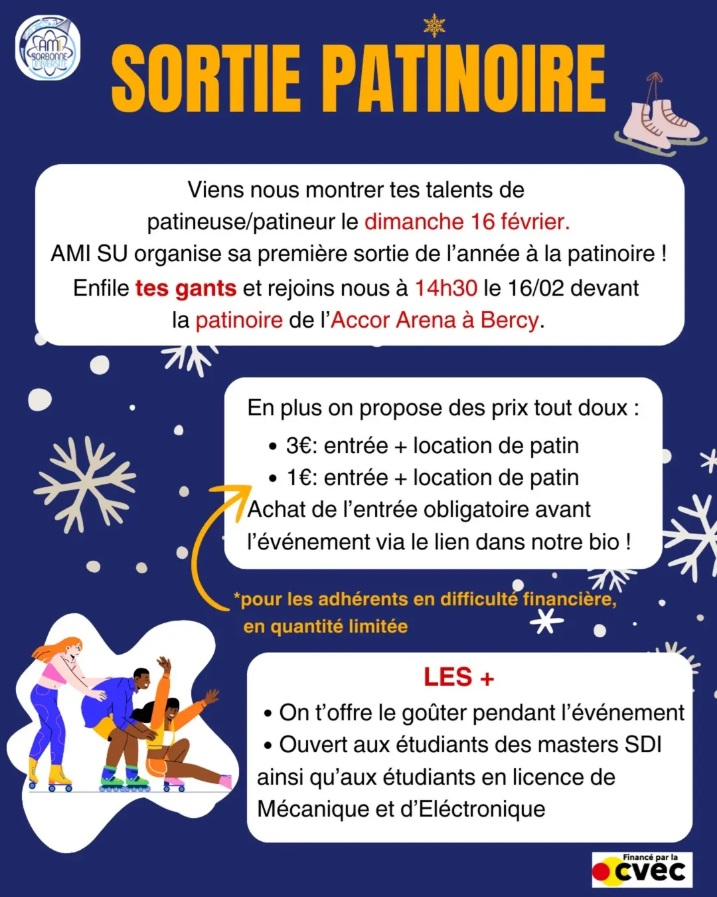 AMI
SORBONNE
UNIVERSITÉ
SORTIE PATINOIRE
Viens nous montrer tes talents de
patineuse/patineur le dimanche 16 février.
AMI SU organise sa première sortie de l'année à la patinoire !
Enfile tes gants et rejoins nous à 14h30 le 16/02 devant
la patinoire de l'Accor Arena à Bercy.
En plus on propose des prix tout doux :
• 3€: entrée + location de patin
• 1€: entrée + location de patin
Achat de l'entrée obligatoire avant
l'événement via le lien dans notre bio !
*pour les adhérents en difficulté financière,
en quantité limitée
LES +
• On t'offre le goûter pendant l'événement
• Ouvert aux étudiants des masters SDI
ainsi qu'aux étudiants en licence de
Mécanique et d'Eléctronique
Financé par la
cvec